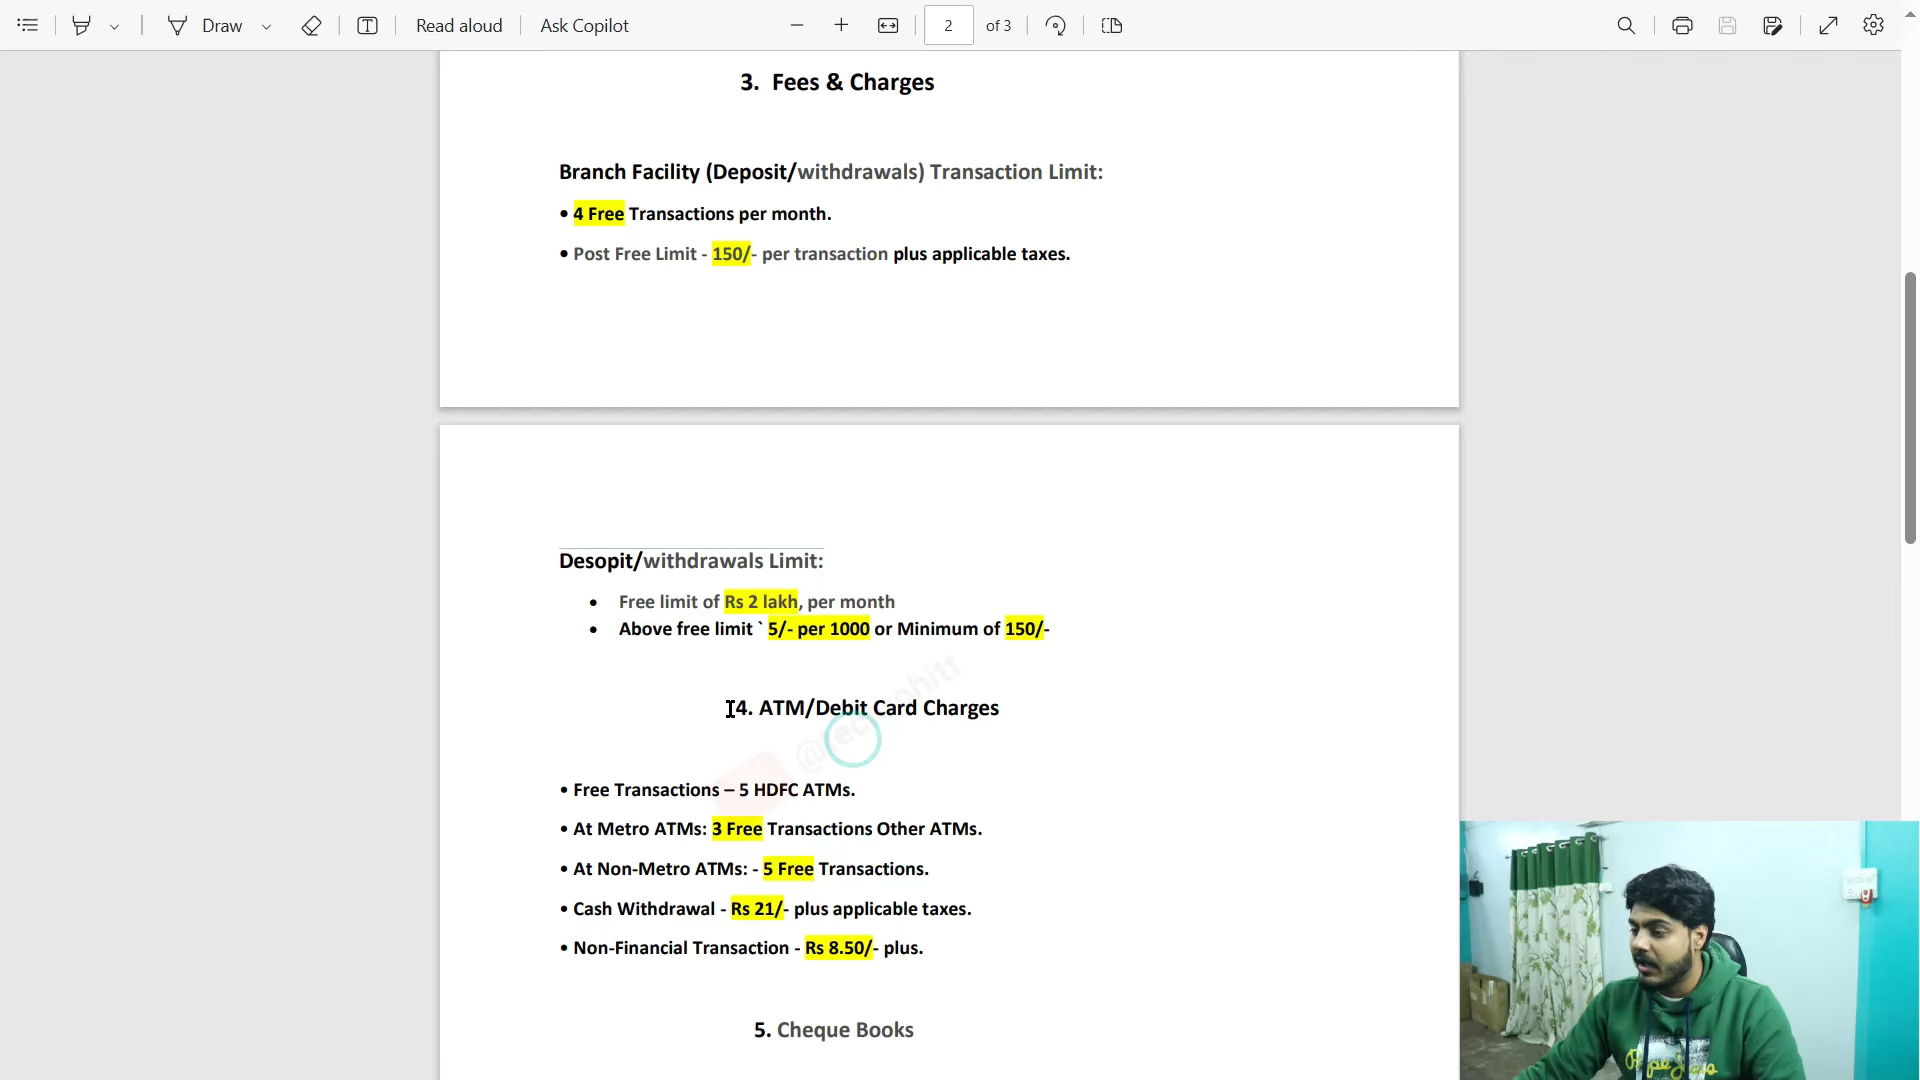 Draw
Read aloud
Ask Copilot
2 of 3
3. Fees & Charges
Branch Facility (Deposit/withdrawals) Transaction Limit:
• 4 Free Transactions per month.
• Post Free Limit - 150/- per transaction plus applicable taxes.
Desopit/withdrawals Limit:
• Free limit of Rs 2 lakh, per month
• Above free limit ` 5/- per 1000 or Minimum of 150/-
4. ATM/Debit Card Charges
• Free Transactions – 5 HDFC ATMs.
• At Metro ATMs: 3 Free Transactions Other ATMs.
• At Non-Metro ATMs: - 5 Free Transactions.
• Cash Withdrawal - Rs 21/- plus applicable taxes.
• Non-Financial Transaction - Rs 8.50/- plus.
5. Cheque Books